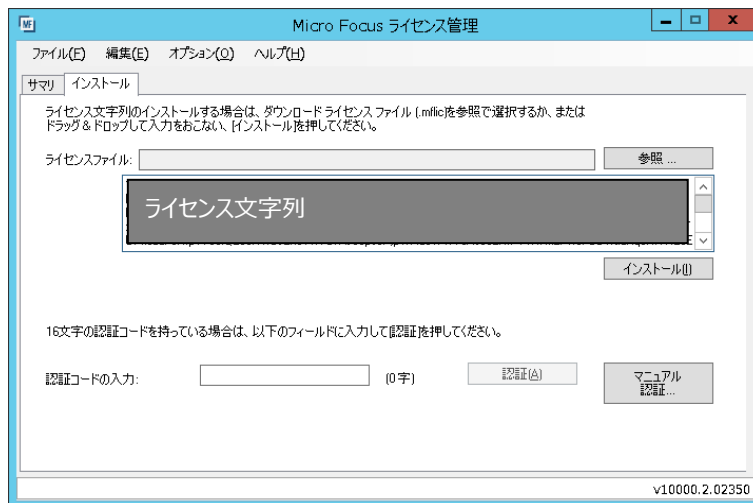 MF
Micro Focus ライセンス管理
ファイル(F) 編集(E) オプション(O) ヘルプ(H)
サマリ インストール
ライセンス文字列のインストールする場合は、ダウンロード ライセンス ファイル (.mflic)を参照で選択するか、または
ドラッグ＆ドロップして入力をおこない、[インストール]を押してください。
ライセンスファイル: 参照 ...
ライセンス文字列
インストール(I)
16文字の認証コードを持っている場合は、以下のフィールドに入力して[認証]を押してください。
認証コードの入力: (0字) 認証(A) マニュアル
認証...
v10000.2.02350